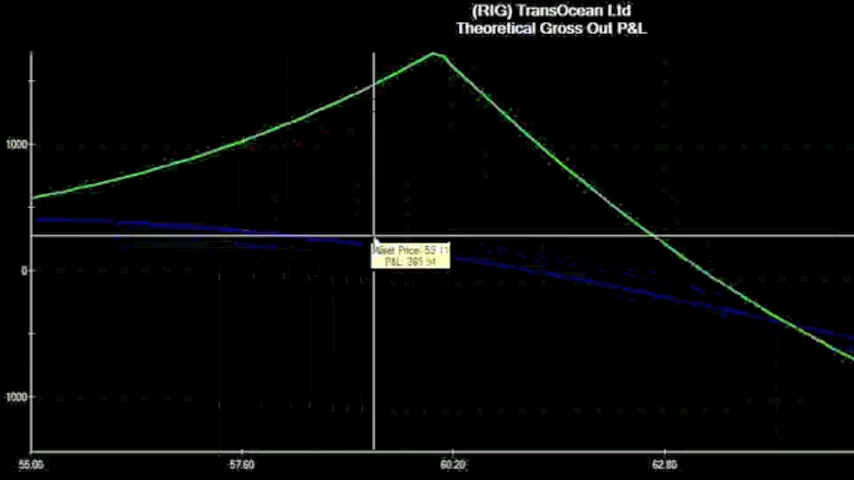 (RIG) TransOcean Ltd
Theoretical Gross Out P&L
1000
0
-1000
Asset Price:
P&L:
55.00
57.60
60.20
62.80